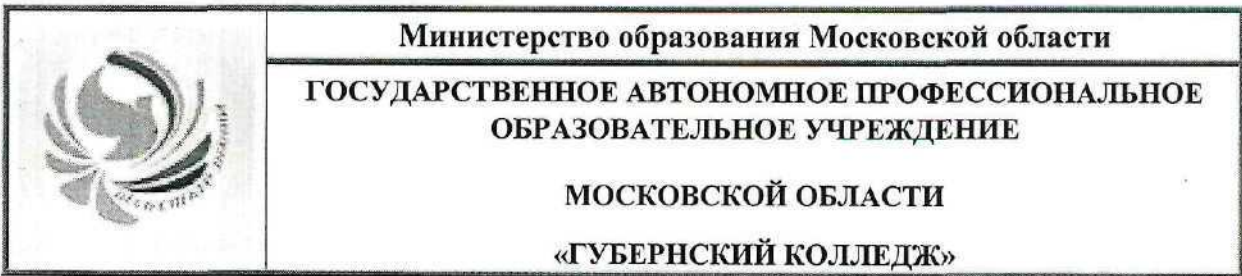 Министерство образования Московской области
ГОСУДАРСТВЕННОЕ АВТОНОМНОЕ ПРОФЕССИОНАЛЬНОЕ
ОБРАЗОВАТЕЛЬНОЕ УЧРЕЖДЕНИЕ
МОСКОВСКОЙ ОБЛАСТИ
«ГУБЕРНСКИЙ КОЛЛЕДЖ»